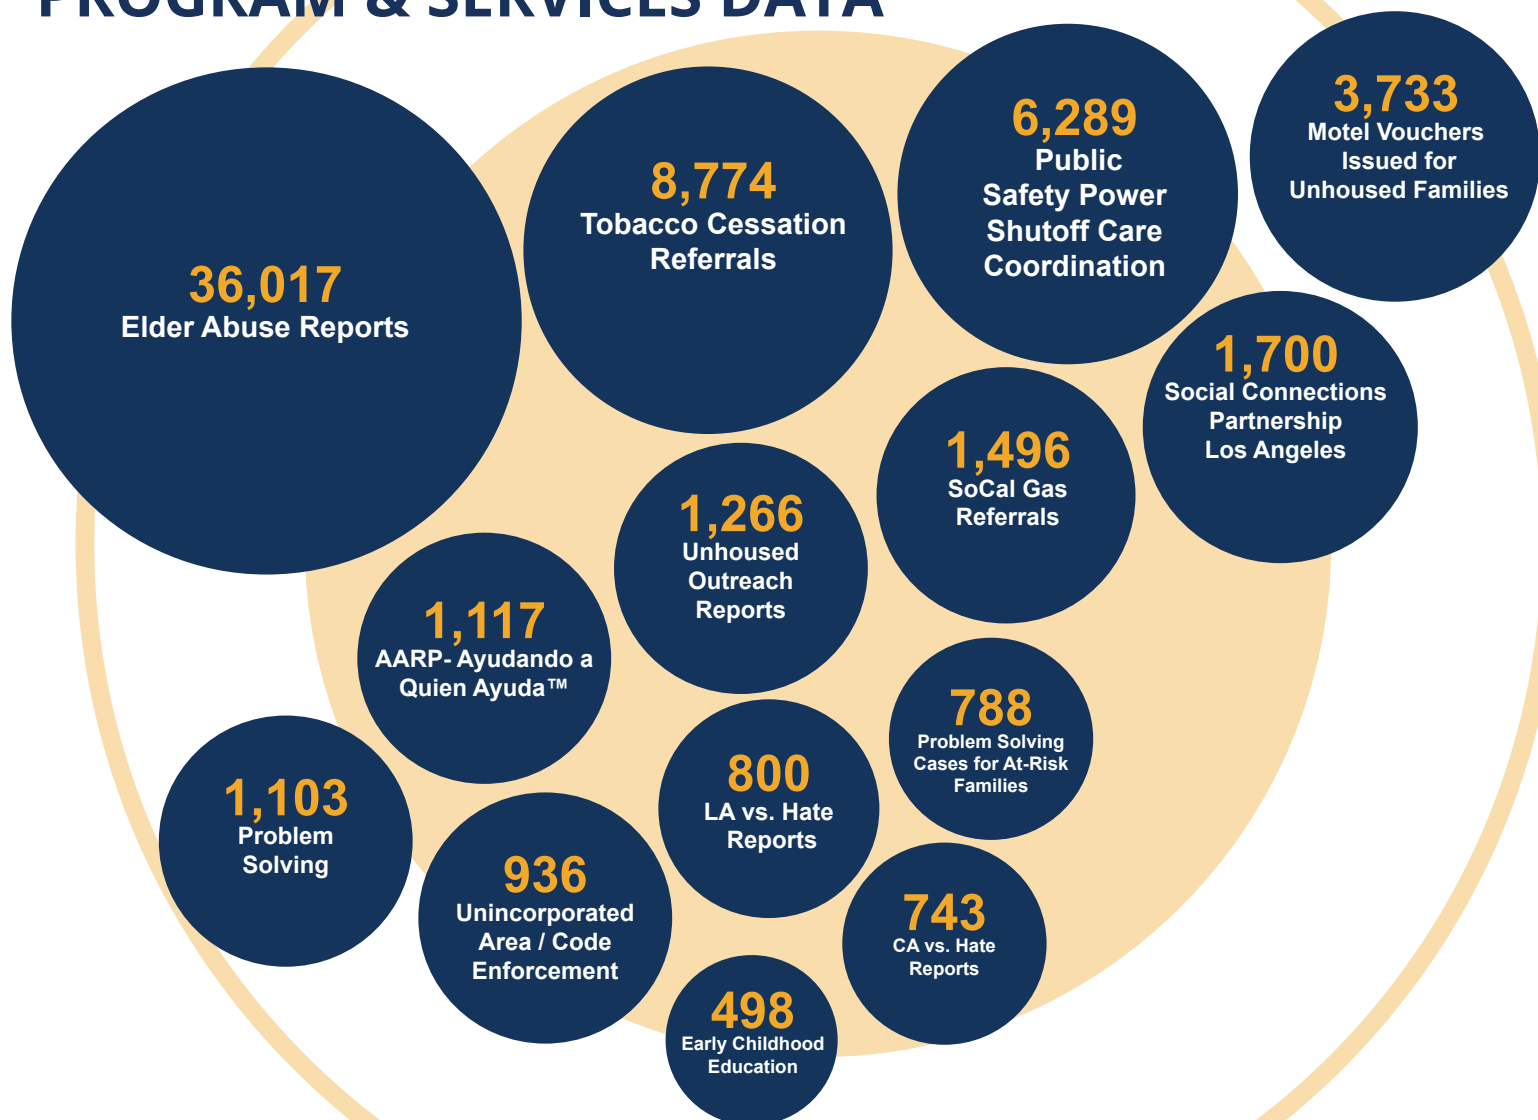 PROGRAM & SERVICES DATA
36,017
Elder Abuse Reports
8,774
Tobacco Cessation
Referrals
6,289
Public
Safety Power
Shutoff Care
Coordination
3,733
Motel Vouchers
Issued for
Unhoused Families
1,700
Social Connections
Partnership
Los Angeles
1,496
SoCal Gas
Referrals
1,266
Unhoused
Outreach
Reports
1,117
AARP- Ayudando a
Quien Ayuda™
1,103
Problem
Solving
936
Unincorporated
Area / Code
Enforcement
800
LA vs. Hate
Reports
788
Problem Solving
Cases for At-Risk
Families
743
CA vs. Hate
Reports
498
Early Childhood
Education